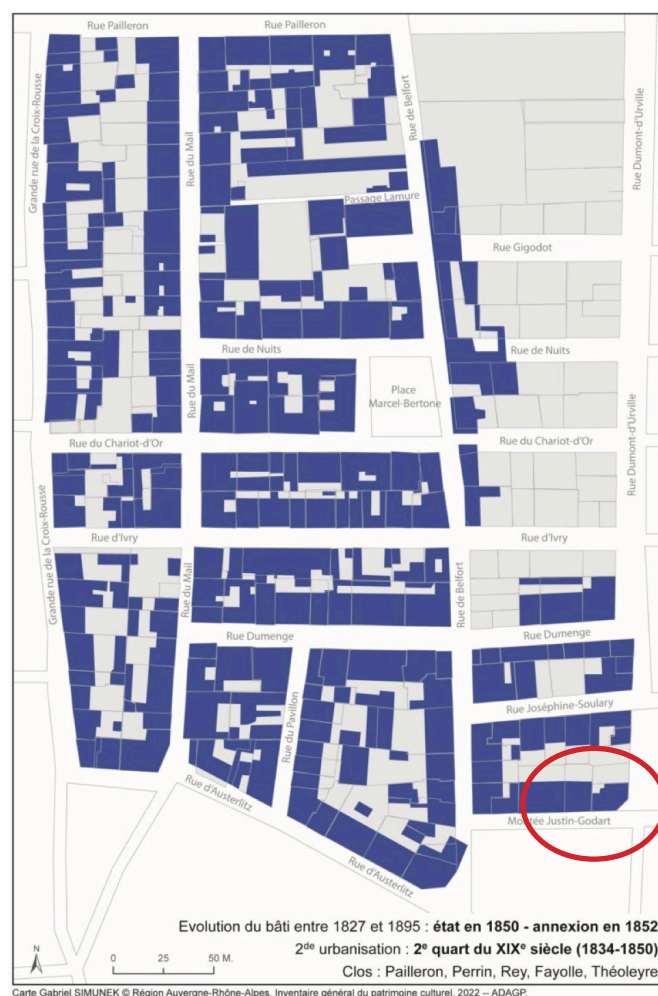 Rue Pailleron
Rue Pailleron
Grande rue de la Croix-Rousse
Rue du Mail
Rue de Belfort
Rue Dumont-d'Urville
Passage Lamure
Rue Gigodot
Rue de Nuits
Rue de Nuits
Rue du Mail
Place
Marcel-Bertone
Rue du Chariot-d'Or
Rue du Chariot-d'Or
Rue Dumont-d'Urville
Grande rue de la Croix-Rousse
Rue d'Ivry
Rue d'Ivry
Rue du Mail
Rue de Belfort
Rue Dumenge
Rue Dumenge
Rue du Pavillon
Rue Joséphine-Soulary
Rue d'Austerlitz
Montée Justin-Godart
Rue d'Austerlitz
Evolution du bâti entre 1827 et 1895 : état en 1850 - annexion en 1852
2de urbanisation : 2e quart du XIXe siècle (1834-1850)
Clos : Pailleron, Perrin, Rey, Fayolle, Théoleyre
N
0 25 50 M.
Carte Gabriel SIMUNEK © Région Auvergne-Rhône-Alpes, Inventaire général du patrimoine culturel, 2022 -- ADAGP.